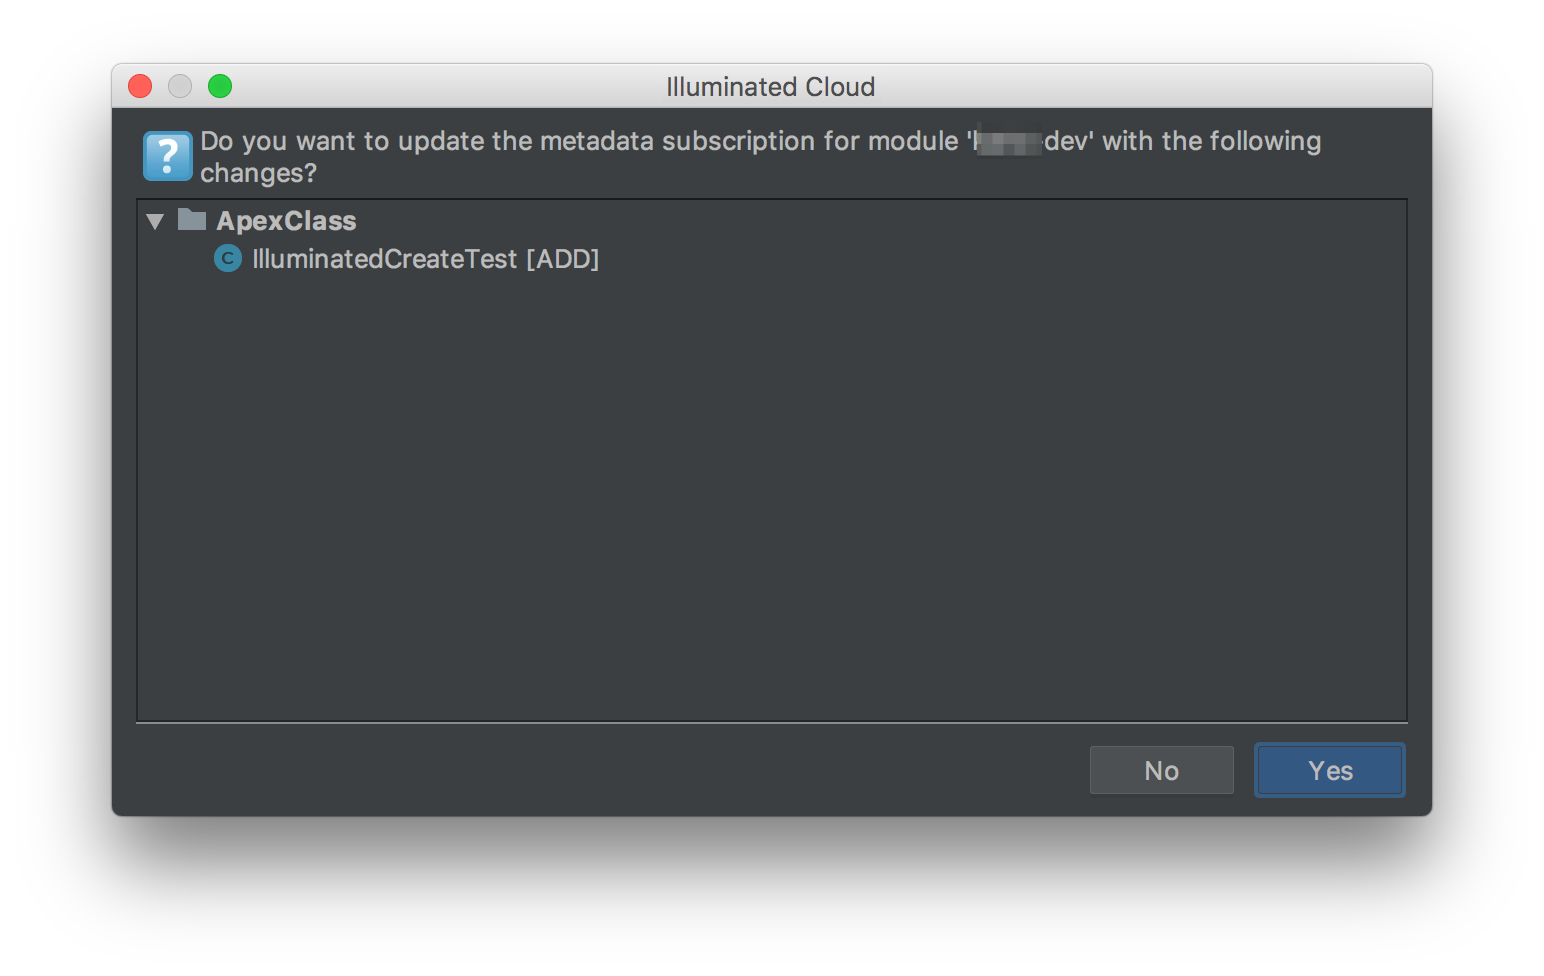 Illuminated Cloud
Do you want to update the metadata subscription for module 'dev' with the following
changes?
ApexClass
C IlluminatedCreateTest [ADD]
No
Yes